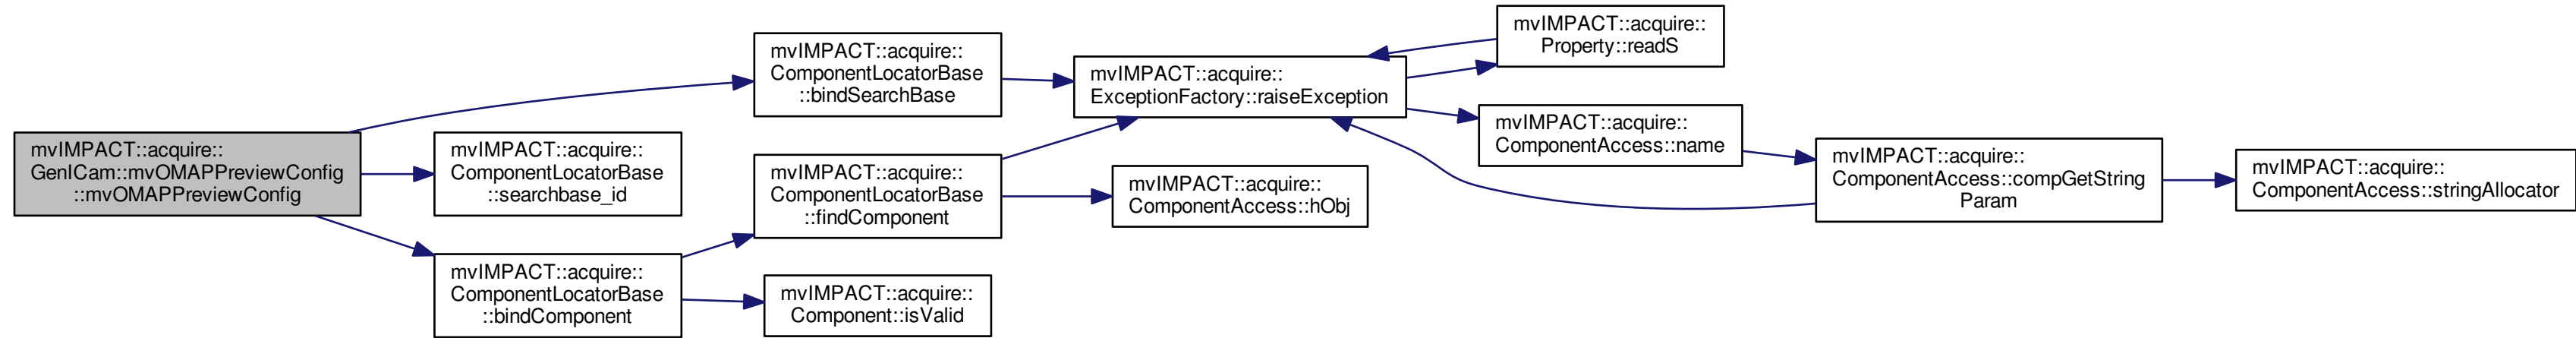 mvIMPACT::acquire::
GenICam::mvOMAPPreviewConfig
::mvOMAPPreviewConfig
mvIMPACT::acquire::
ComponentLocatorBase
::bindSearchBase
mvIMPACT::acquire::
ComponentLocatorBase
::searchbase_id
mvIMPACT::acquire::
ComponentLocatorBase
::bindComponent
mvIMPACT::acquire::
ComponentLocatorBase
::findComponent
mvIMPACT::acquire::
Component::isValid
mvIMPACT::acquire::
ExceptionFactory::raiseException
mvIMPACT::acquire::
ComponentAccess::hObj
mvIMPACT::acquire::
Property::readS
mvIMPACT::acquire::
ComponentAccess::name
mvIMPACT::acquire::
ComponentAccess::compGetString
Param
mvIMPACT::acquire::
ComponentAccess::stringAllocator